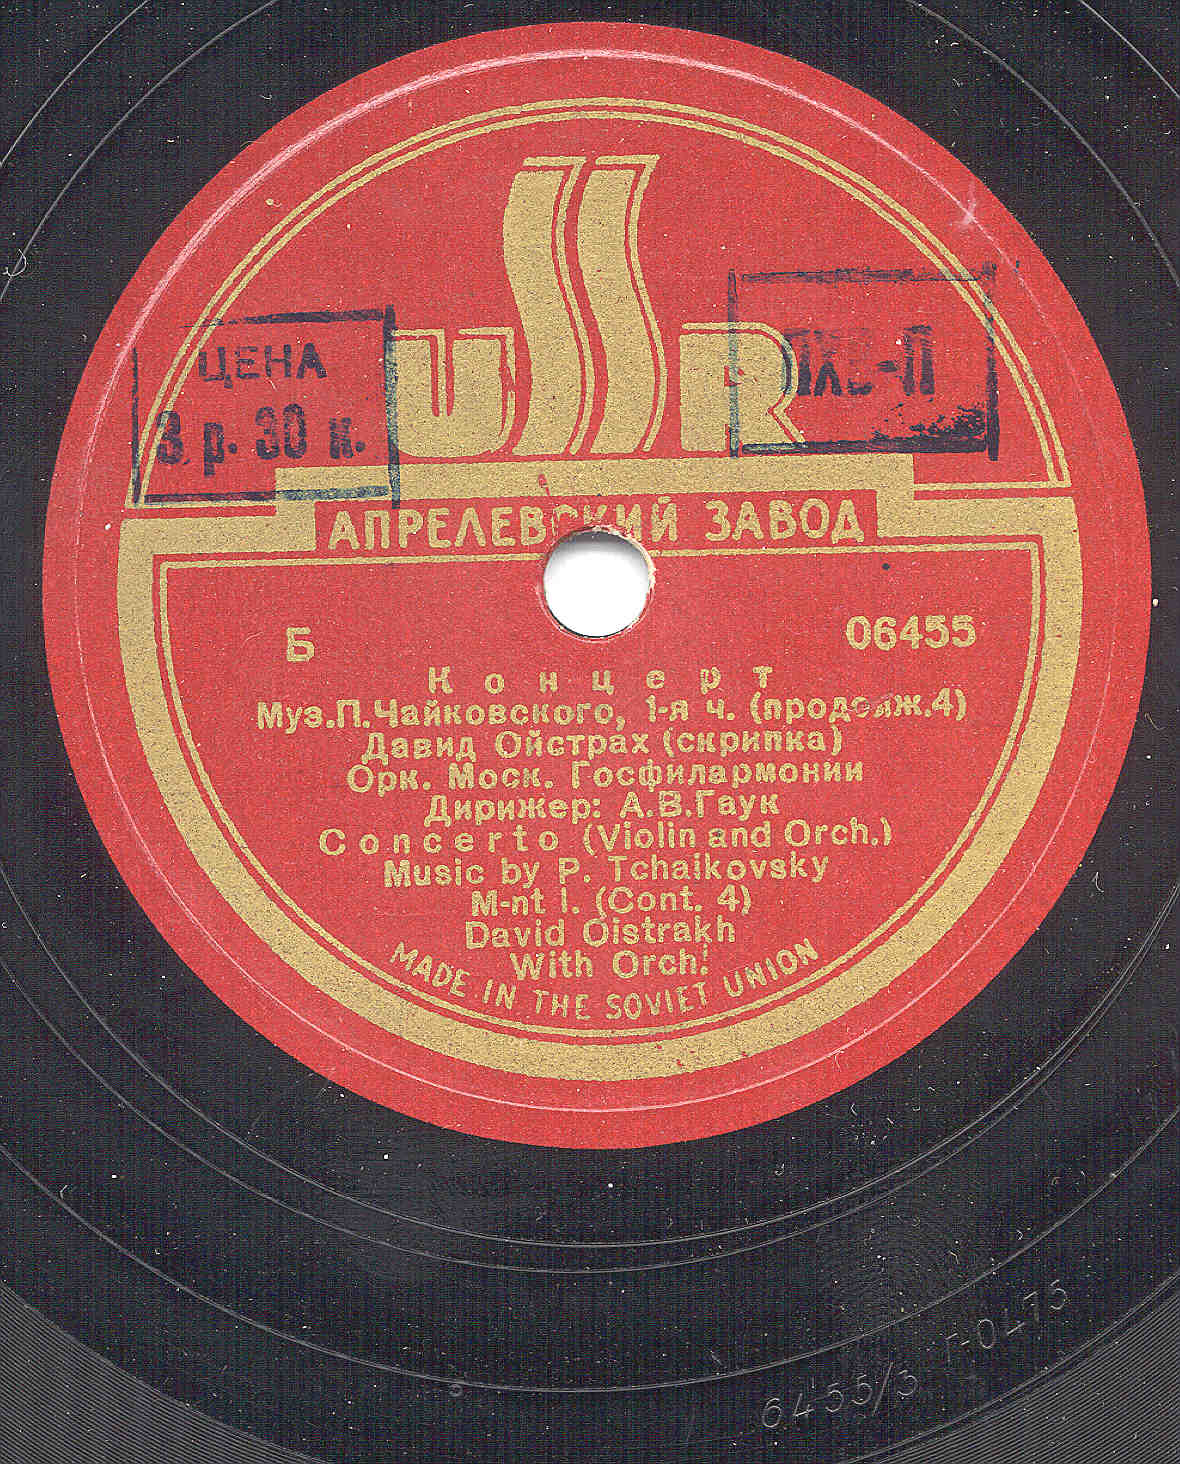 USSR
ЦЕНА
3 р. 30 к.
АПРЕЛЕВСКИЙ ЗАВОД
Б
06455
Концерт
Муз.П.Чайковского, 1-я ч. (продолж.4)
Давид Ойстрах (скрипка)
Орк. Моск. Госфилармонии
Дирижер: А.В.Гаук
Concerto (Violin and Orch.)
Music by P. Tchaikovsky
M-nt I. (Cont. 4)
David Oistrakh
With Orch.
MADE IN THE SOVIET UNION
6455/3 Г-0475